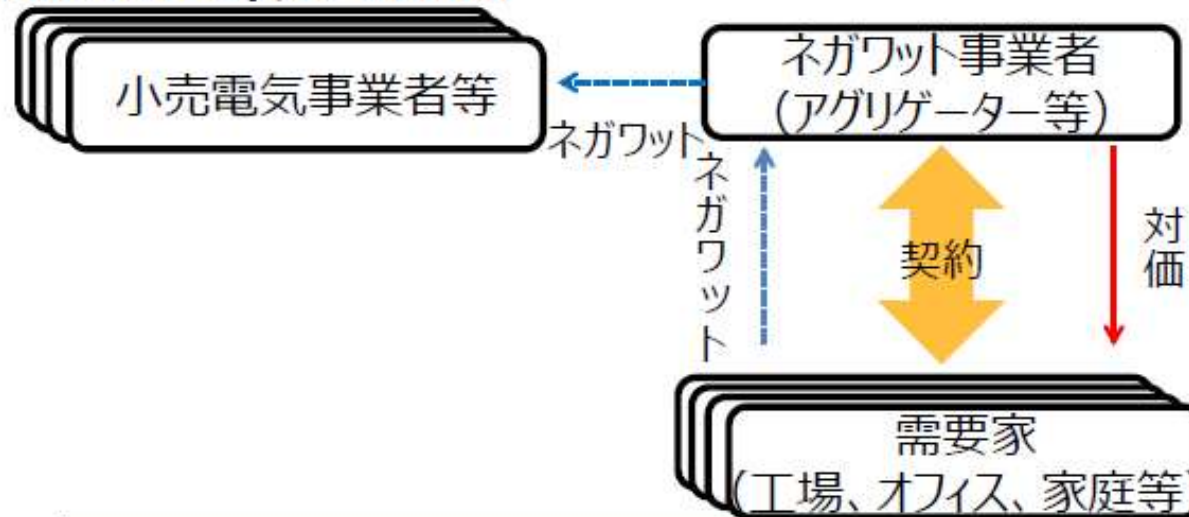 小売電気事業者等
ネガワット事業者
（アグリゲーター等）
ネガワット
ネガワット
契約
対価
需要家
（工場、オフィス、家庭等）